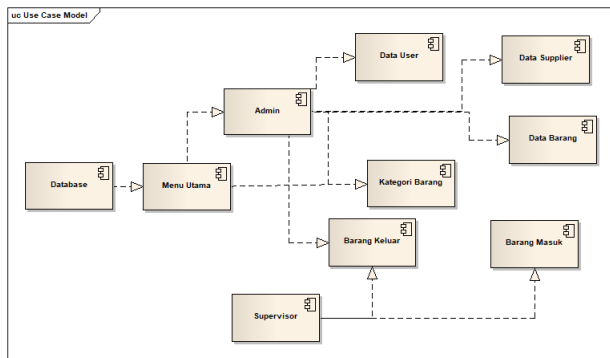 uc Use Case Model
Data User
Data Supplier
Admin
Data Barang
Database
Menu Utama
Kategori Barang
Barang Keluar
Barang Masuk
Supervisor